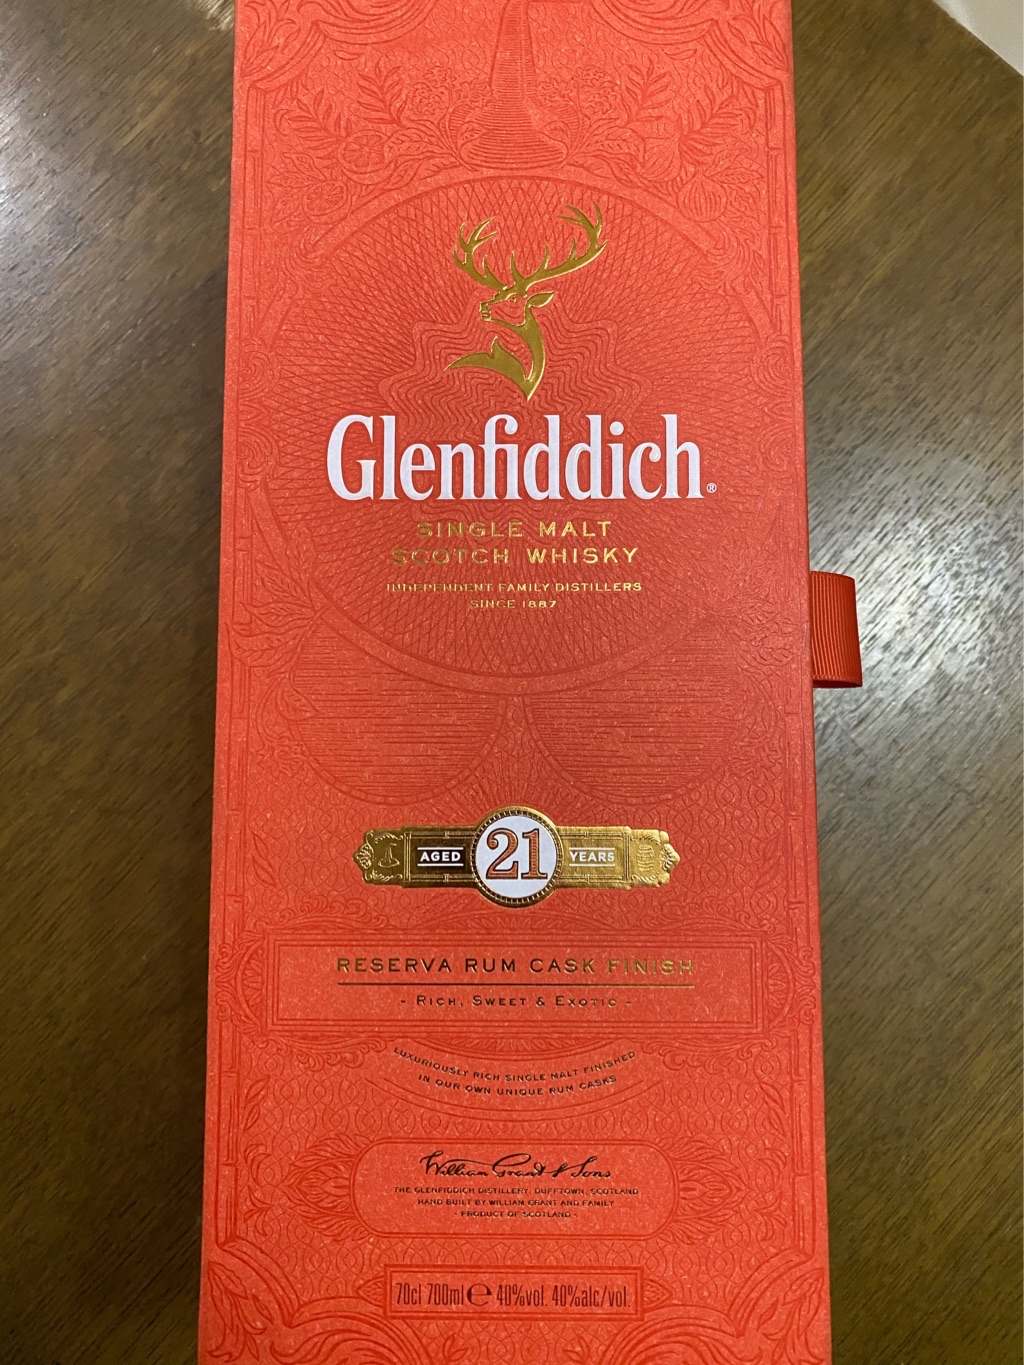 Glenfiddich®
SINGLE MALT
SCOTCH WHISKY
INDEPENDENT FAMILY DISTILLERS
SINCE 1887
AGED 21 YEARS
RESERVA RUM CASK FINISH
- RICH, SWEET & EXOTIC -
LUXURIOUSLY RICH SINGLE MALT FINISHED
IN OUR OWN UNIQUE RUM CASKS
William Grant & Sons
THE GLENFIDDICH DISTILLERY, DUFFTOWN, SCOTLAND
HAND BUILT BY WILLIAM GRANT AND FAMILY
- PRODUCT OF SCOTLAND -
70cl 700ml℮40%vol. 40%alc/vol.